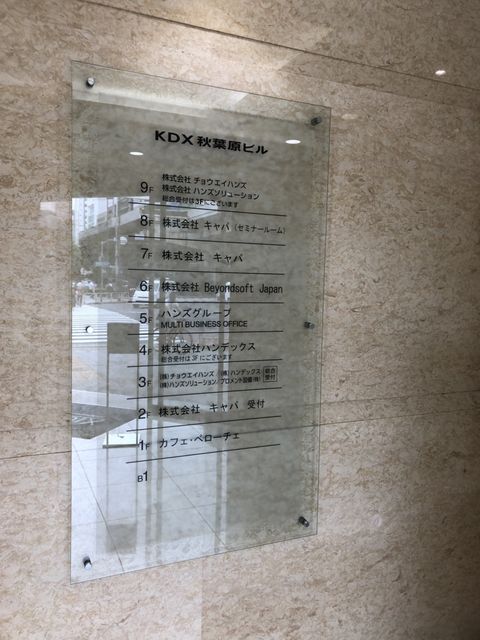 KDX 秋葉原ビル
9F 株式会社 チョウエイハンズ
株式会社 ハンズソリューション
総合受付は3Fにございます
8F 株式会社 キャパ（セミナールーム）
7F 株式会社 キャパ
6F 株式会社 Beyondsoft Japan
5F ハンズグループ
MULTI BUSINESS OFFICE
4F 株式会社ハンデックス
総合受付は3Fにございます
3F (株)チョウエイハンズ (株)ハンデックス 総合
(株)ハンズソリューション/プロメント設備(株) 受付
2F 株式会社 キャパ 受付
1F カフェ・ベローチェ
B1